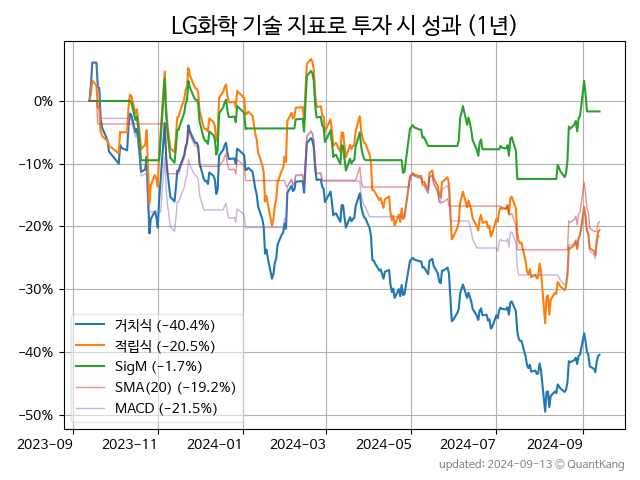 LG화학 기술 지표로 투자 시 성과 (1년)
0%
−10%
−20%
−30%
−40%
−50%
거치식 (−40.4%)
적립식 (−20.5%)
SigM (−1.7%)
SMA(20) (−19.2%)
MACD (−21.5%)
2023-09 2023-11 2024-01 2024-03 2024-05 2024-07 2024-09
updated: 2024-09-13 © QuantKang